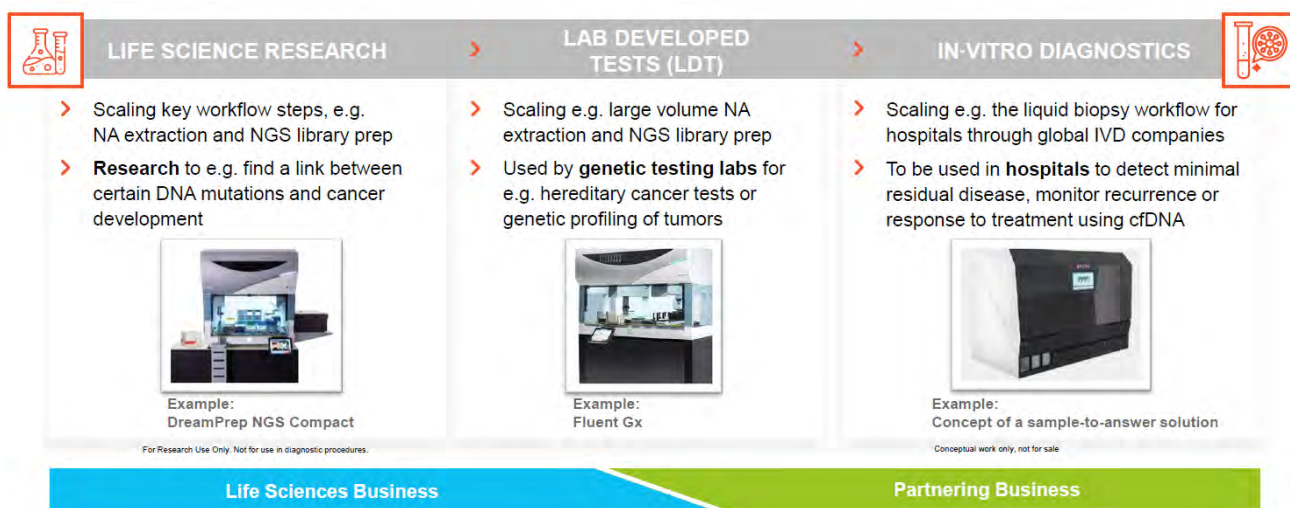 LIFE SCIENCE RESEARCH
Scaling key workflow steps, e.g.
NA extraction and NGS library prep
Research to e.g. find a link between
certain DNA mutations and cancer
development
Example:
DreamPrep NGS Compact
For Research Use Only. Not for use in diagnostic procedures.
LAB DEVELOPED
TESTS (LDT)
Scaling e.g. large volume NA
extraction and NGS library prep
Used by genetic testing labs for
e.g. hereditary cancer tests or
genetic profiling of tumors
Example:
Fluent Gx
IN-VITRO DIAGNOSTICS
Scaling e.g. the liquid biopsy workflow for
hospitals through global IVD companies
To be used in hospitals to detect minimal
residual disease, monitor recurrence or
response to treatment using cfDNA
Example:
Concept of a sample-to-answer solution
Conceptual work only, not for sale
Life Sciences Business
Partnering Business